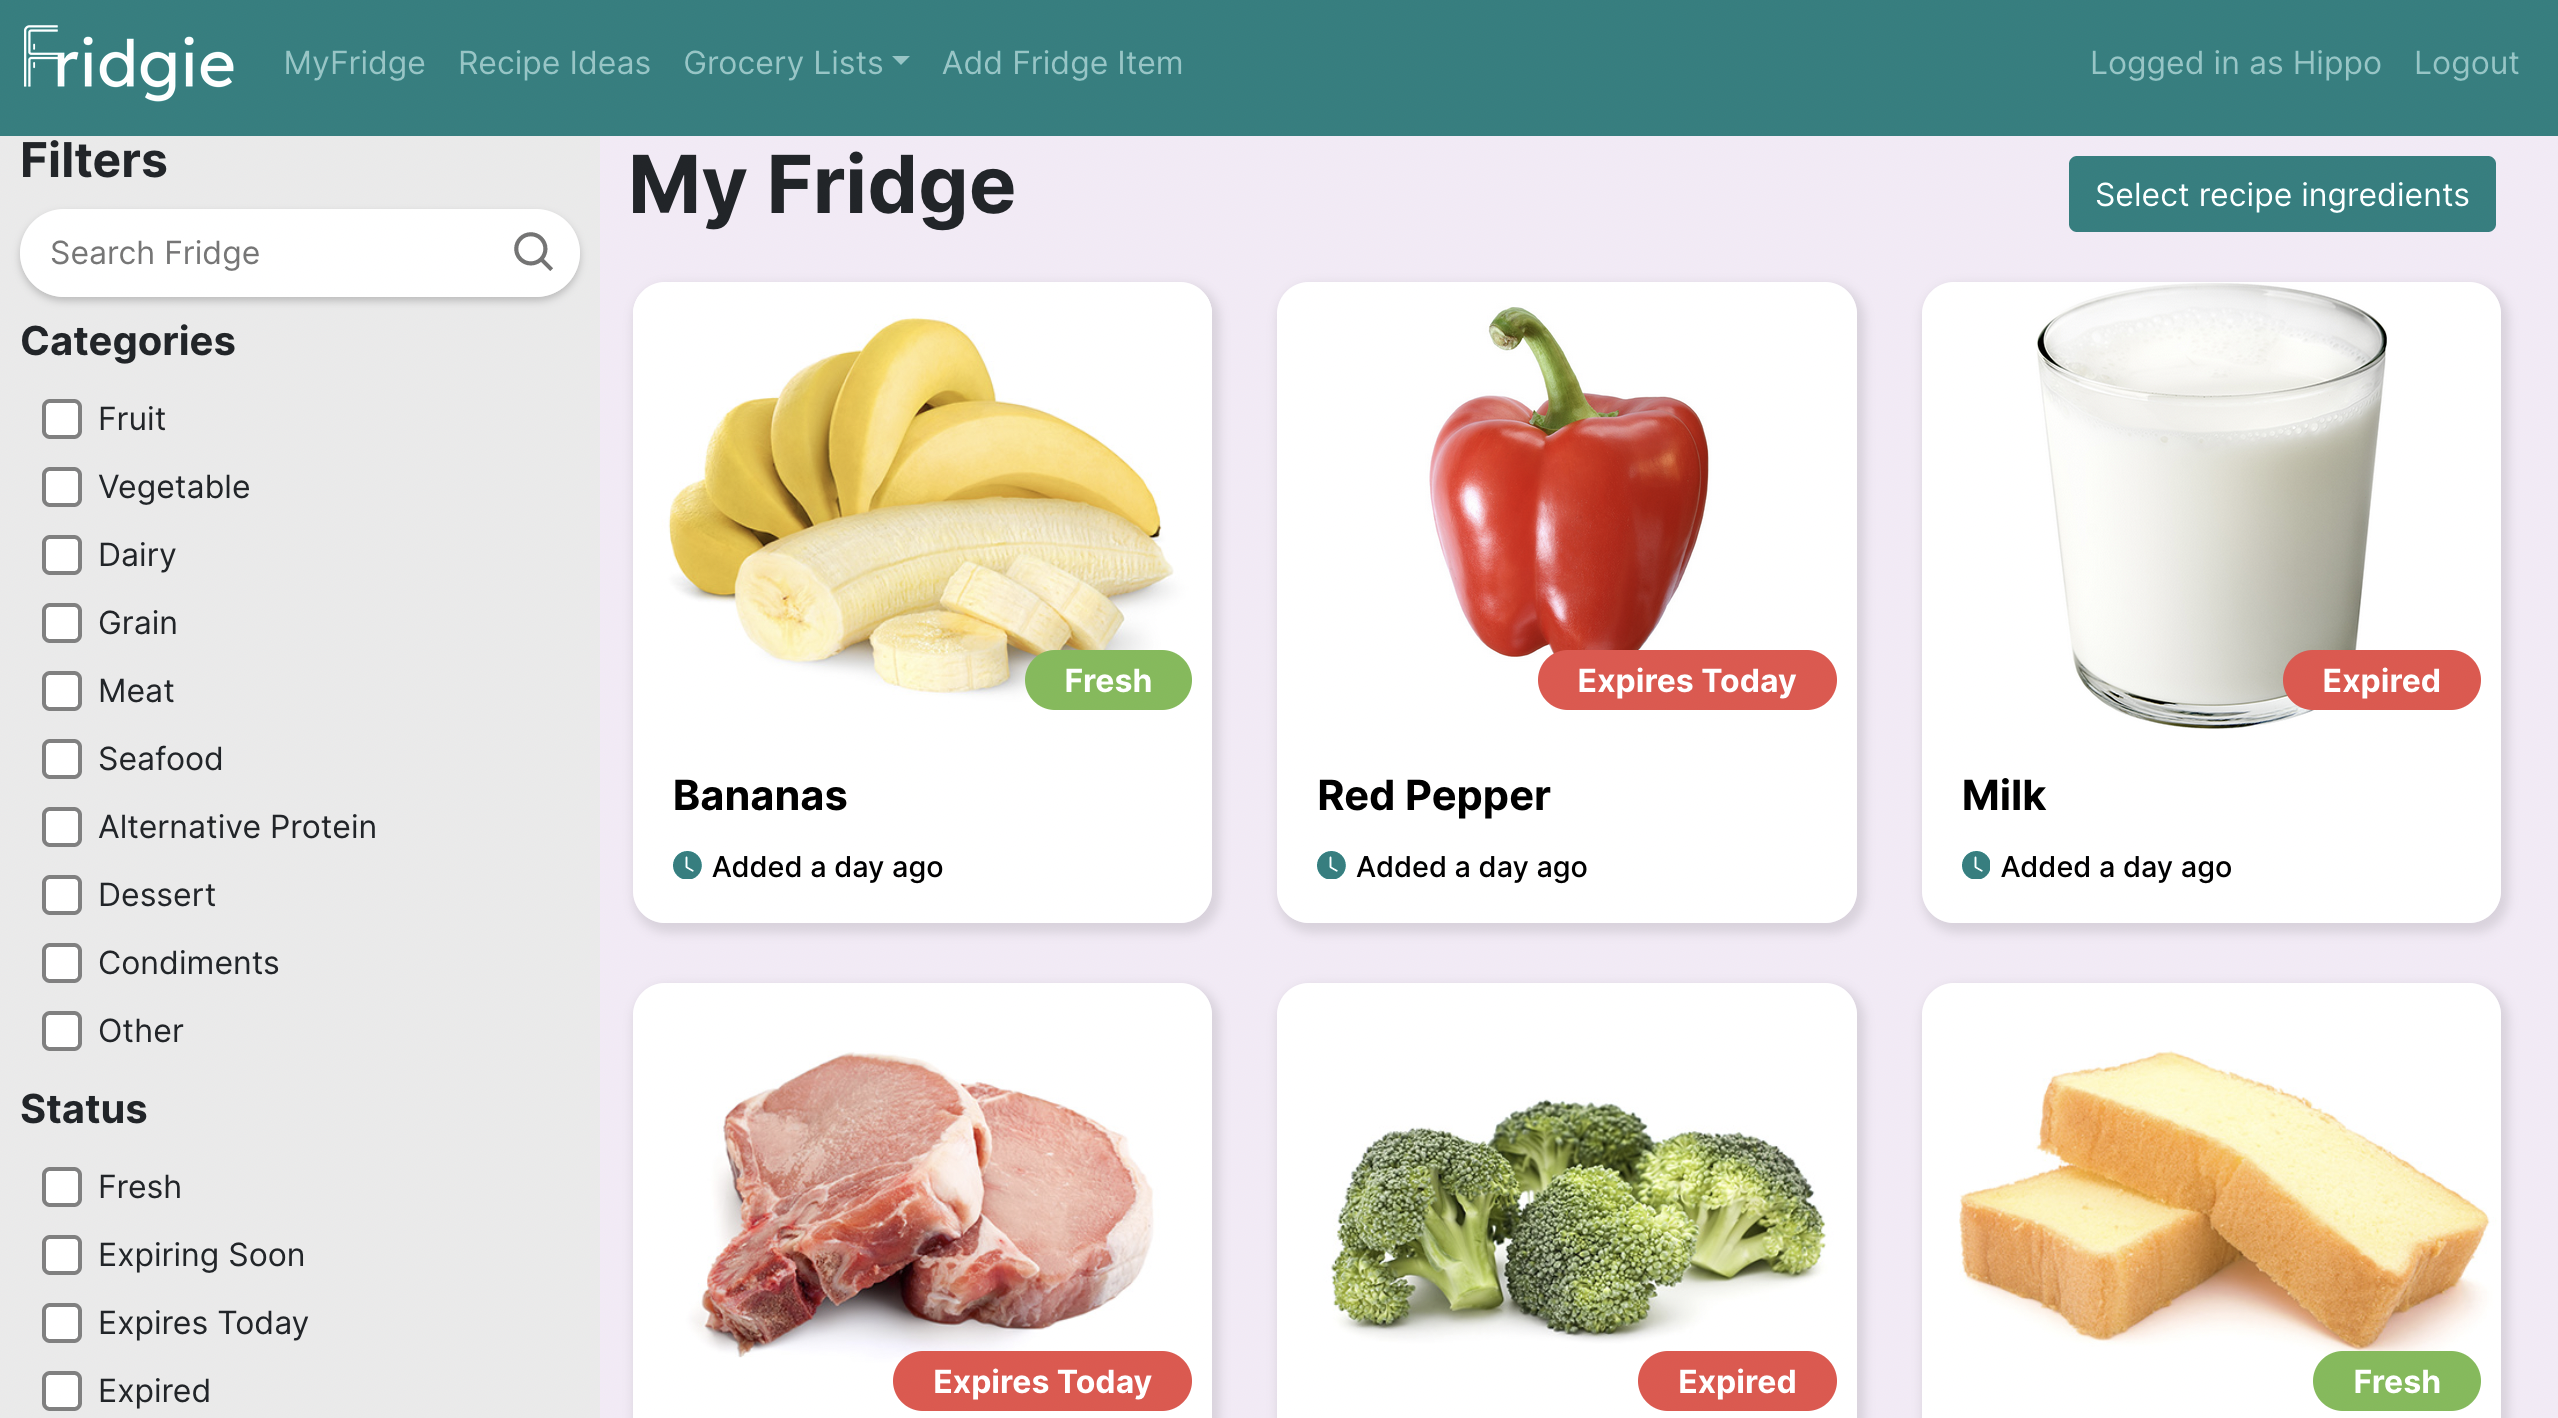 Fridgie
MyFridge Recipe Ideas Grocery Lists Add Fridge Item Logged in as Hippo Logout
Filters
Search Fridge
Categories
Fruit
Vegetable
Dairy
Grain
Meat
Seafood
Alternative Protein
Dessert
Condiments
Other
Status
Fresh
Expiring Soon
Expires Today
Expired
My Fridge
Select recipe ingredients
Fresh
Bananas
Added a day ago
Expires Today
Red Pepper
Added a day ago
Expired
Milk
Added a day ago
Expires Today
Expired
Fresh